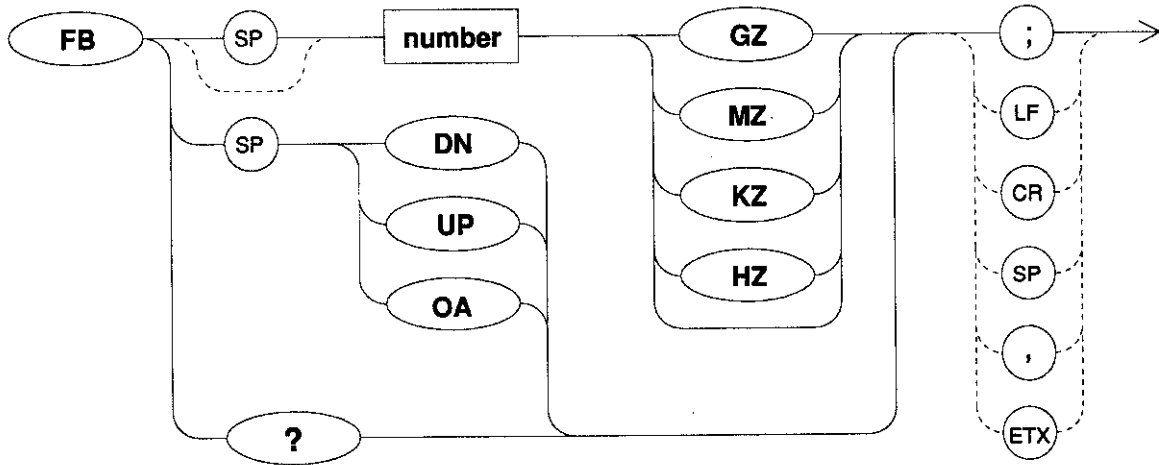 FB SP number GZ ;
MZ LF
SP DN
KZ CR
UP
HZ SP
OA
,
? ETX